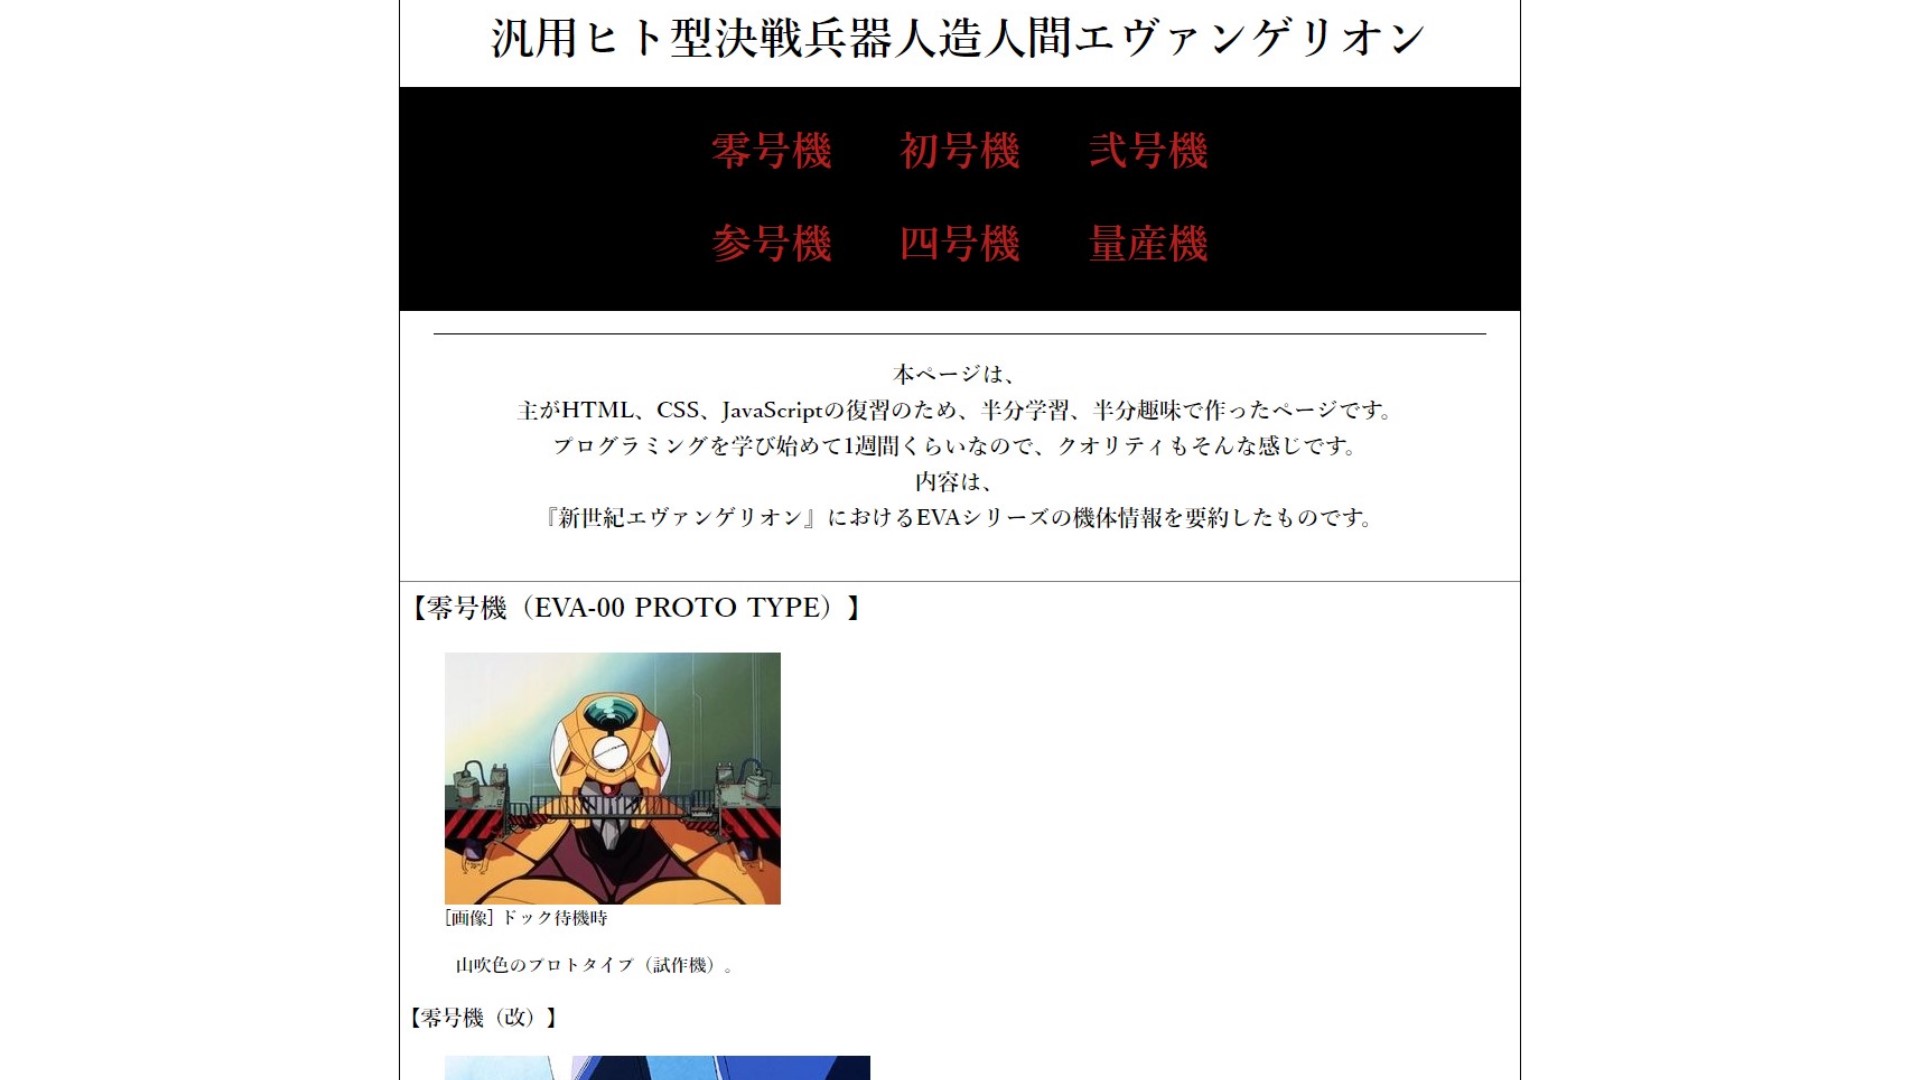 汎用ヒト型決戦兵器人造人間エヴァンゲリオン
零号機 初号機 弐号機
参号機 四号機 量産機
本ページは、
主がHTML、CSS、JavaScriptの復習のため、半分学習、半分趣味で作ったページです。
プログラミングを学び始めて1週間くらいなので、クオリティもそんな感じです。
内容は、
『新世紀エヴァンゲリオン』におけるEVAシリーズの機体情報を要約したものです。
【零号機（EVA-00 PROTO TYPE）】
[画像] ドック待機時
山吹色のプロトタイプ（試作機）。
【零号機（改）】